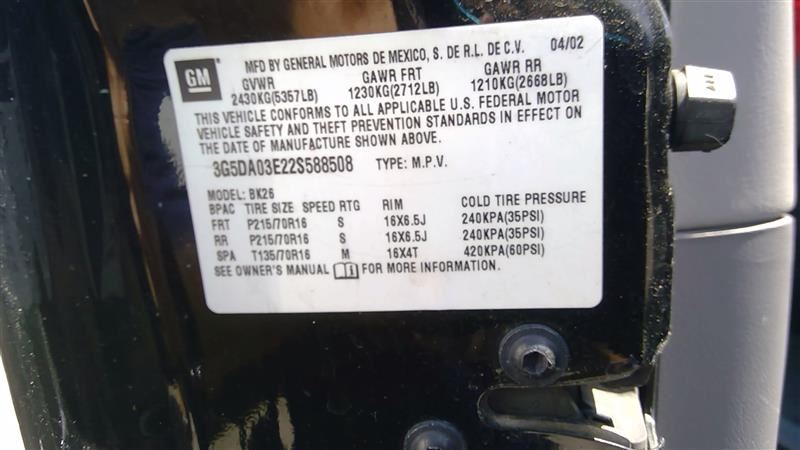 GM
MFD BY GENERAL MOTORS DE MEXICO, S. DE R.L. DE C.V. 04/02
GVWR GAWR FRT GAWR RR
2430KG(5357LB) 1230KG(2712LB) 1210KG(2668LB)
THIS VEHICLE CONFORMS TO ALL APPLICABLE U.S. FEDERAL MOTOR
VEHICLE SAFETY AND THEFT PREVENTION STANDARDS IN EFFECT ON
THE DATE OF MANUFACTURE SHOWN ABOVE.
3G5DA03E22S588508 TYPE: M.P.V.
MODEL: BK26
BPAC TIRE SIZE SPEED RTG RIM COLD TIRE PRESSURE
FRT P215/70R16 S 16X6.5J 240KPA(35PSI)
RR P215/70R16 S 16X6.5J 240KPA(35PSI)
SPA T135/70R16 M 16X4T 420KPA(60PSI)
SEE OWNER'S MANUAL FOR MORE INFORMATION.